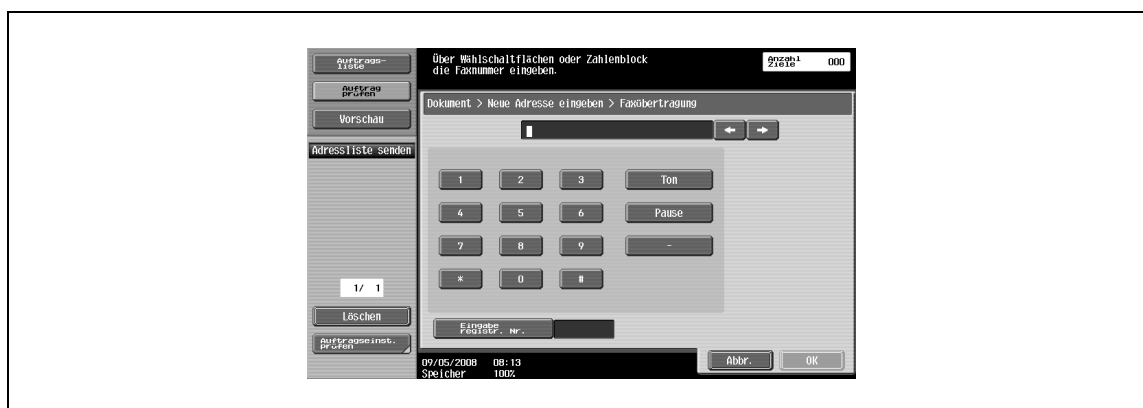 Auftrags-
liste
Auftrag
prüfen
Vorschau
Adressliste senden
1/ 1
Löschen
Auftragseinst.
prüfen
Über Wählschaltflächen oder Zahlenblock
die Faxnummer eingeben.
Anzahl
Ziele 000
Dokument > Neue Adresse eingeben > Faxübertragung
1 2 3 Ton
4 5 6 Pause
7 8 9 -
* 0 #
Eingabe
registr. Nr.
Abbr. OK
09/05/2008 08:13
Speicher 100%